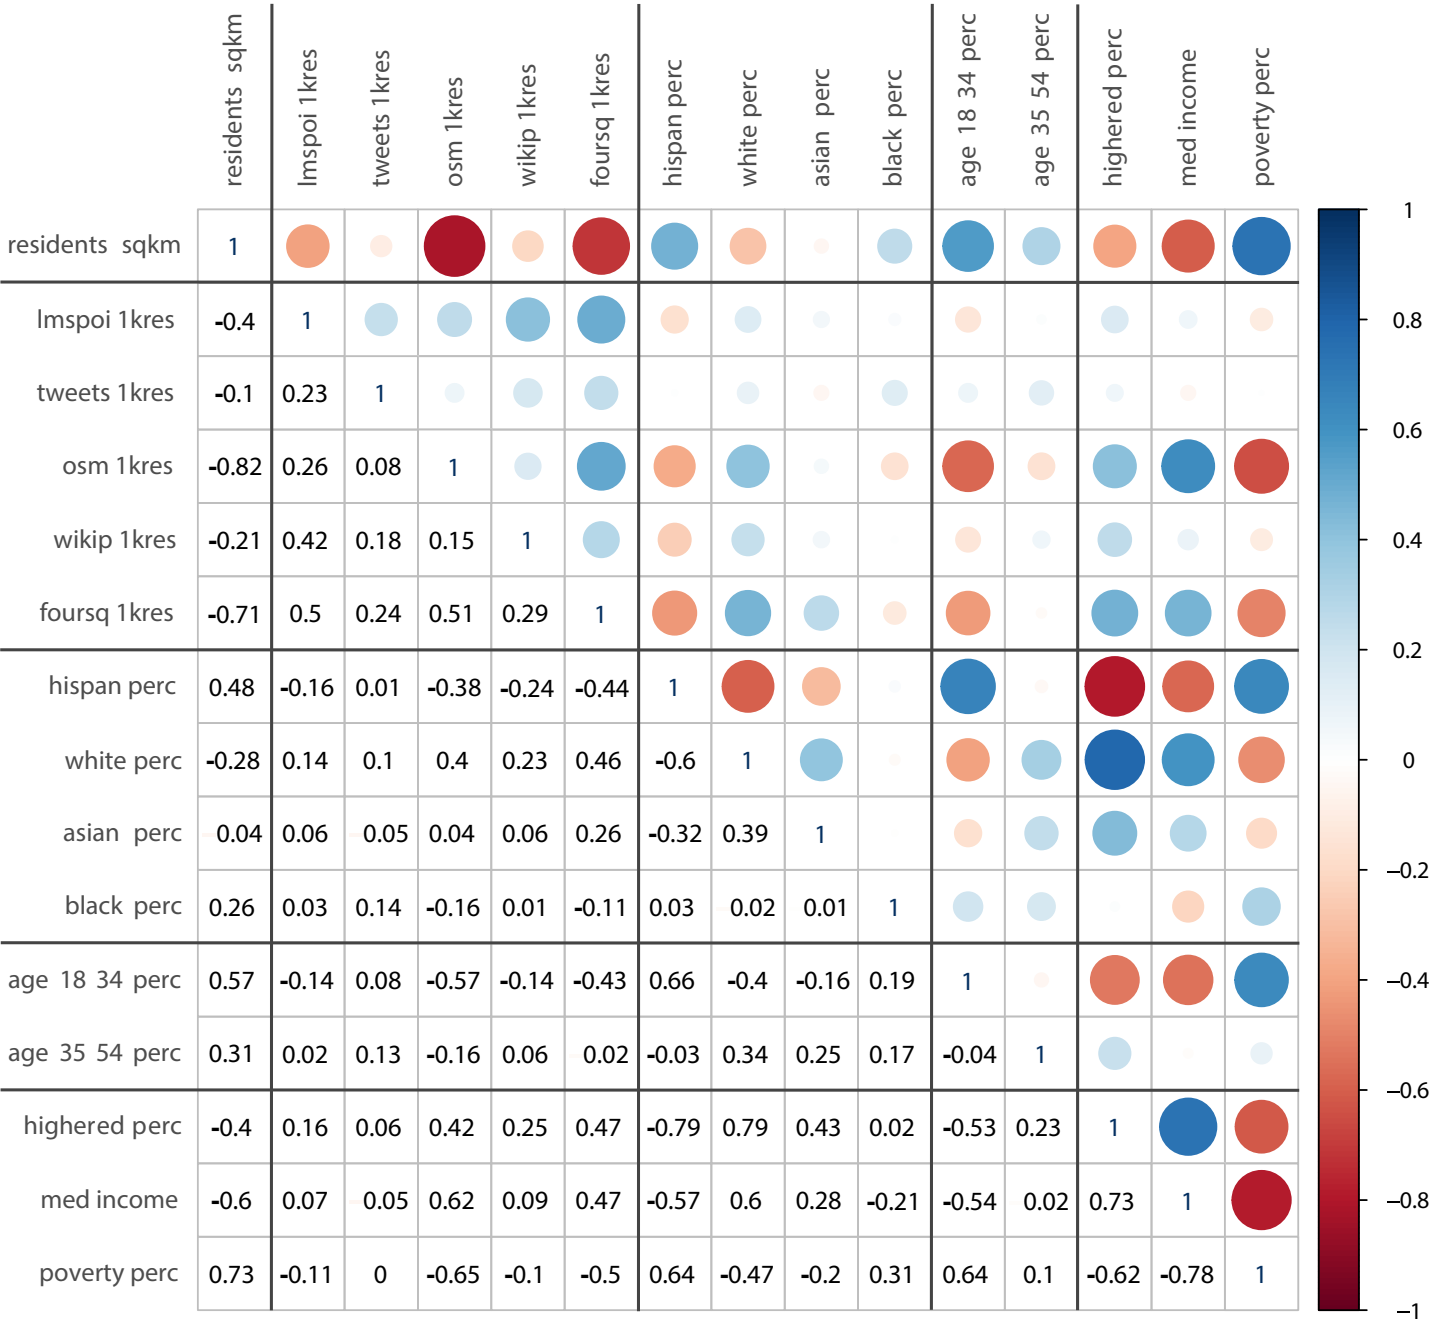 residents sqkm
lmspoi 1kres
tweets 1kres
osm 1kres
wikip 1kres
foursq 1kres
hispan perc
white perc
asian perc
black perc
age 18 34 perc
age 35 54 perc
highered perc
med income
poverty perc
residents sqkm 1
lmspoi 1kres -0.4 1
tweets 1kres -0.1 0.23 1
osm 1kres -0.82 0.26 0.08 1
wikip 1kres -0.21 0.42 0.18 0.15 1
foursq 1kres -0.71 0.5 0.24 0.51 0.29 1
hispan perc 0.48 -0.16 0.01 -0.38 -0.24 -0.44 1
white perc -0.28 0.14 0.1 0.4 0.23 0.46 -0.6 1
asian perc 0.04 0.06 0.05 0.04 0.06 0.26 -0.32 0.39 1
black perc 0.26 0.03 0.14 -0.16 0.01 -0.11 0.03 0.02 0.01 1
age 18 34 perc 0.57 -0.14 0.08 -0.57 -0.14 -0.43 0.66 -0.4 -0.16 0.19 1
age 35 54 perc 0.31 0.02 0.13 -0.16 0.06 0.02 -0.03 0.34 0.25 0.17 -0.04 1
highered perc -0.4 0.16 0.06 0.42 0.25 0.47 -0.79 0.79 0.43 0.02 -0.53 0.23 1
med income -0.6 0.07 0.05 0.62 0.09 0.47 -0.57 0.6 0.28 -0.21 -0.54 0.02 0.73 1
poverty perc 0.73 -0.11 0 -0.65 -0.1 -0.5 0.64 -0.47 -0.2 0.31 0.64 0.1 -0.62 -0.78 1
1
0.8
0.6
0.4
0.2
0
–0.2
–0.4
–0.6
–0.8
–1